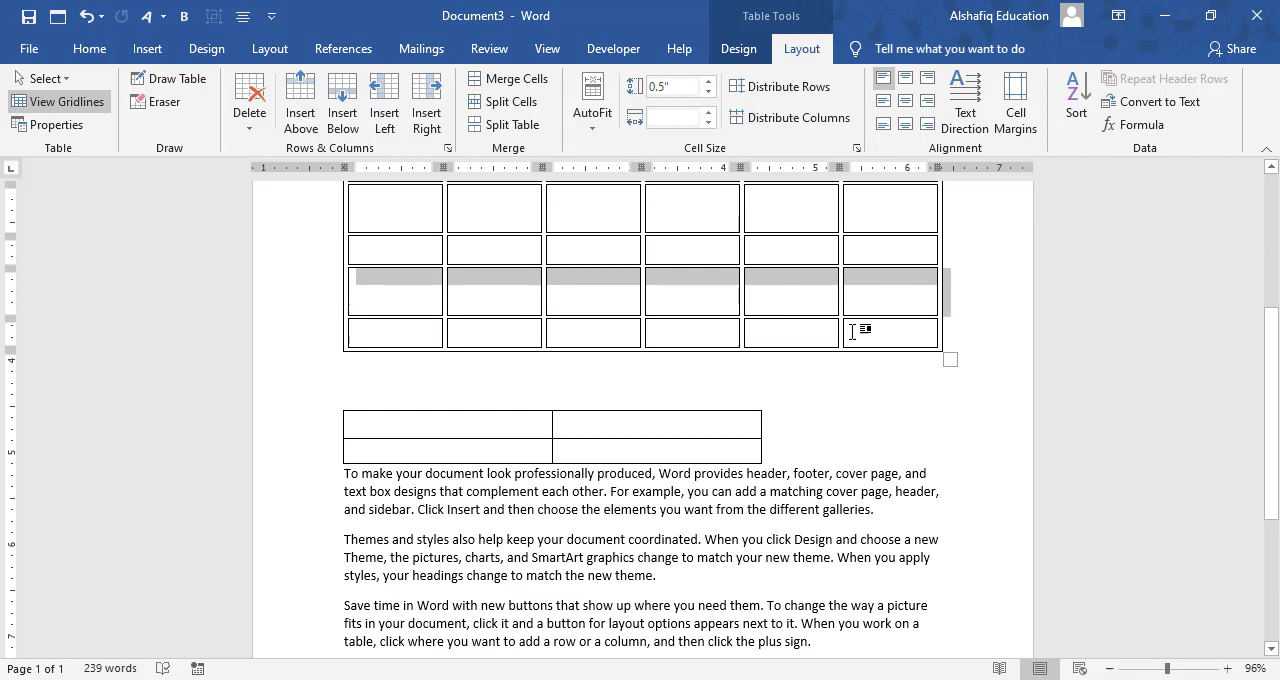 Document3 - Word
Table Tools
Alshafiq Education
File Home Insert Design Layout References Mailings Review View Developer Help Design Layout Tell me what you want to do Share
Select
View Gridlines
Properties
Table
Draw Table
Eraser
Draw
Delete
Insert Above
Insert Below
Insert Left
Insert Right
Rows & Columns
Merge Cells
Split Cells
Split Table
Merge
AutoFit
0.5"
Distribute Rows
Distribute Columns
Cell Size
Text Direction
Cell Margins
Alignment
Sort
Repeat Header Rows
Convert to Text
fx Formula
Data
1 4 5 6 7
4
5
6
7
To make your document look professionally produced, Word provides header, footer, cover page, and
text box designs that complement each other. For example, you can add a matching cover page, header,
and sidebar. Click Insert and then choose the elements you want from the different galleries.
Themes and styles also help keep your document coordinated. When you click Design and choose a new
Theme, the pictures, charts, and SmartArt graphics change to match your new theme. When you apply
styles, your headings change to match the new theme.
Save time in Word with new buttons that show up where you need them. To change the way a picture
fits in your document, click it and a button for layout options appears next to it. When you work on a
table, click where you want to add a row or a column, and then click the plus sign.
Page 1 of 1 239 words 96%